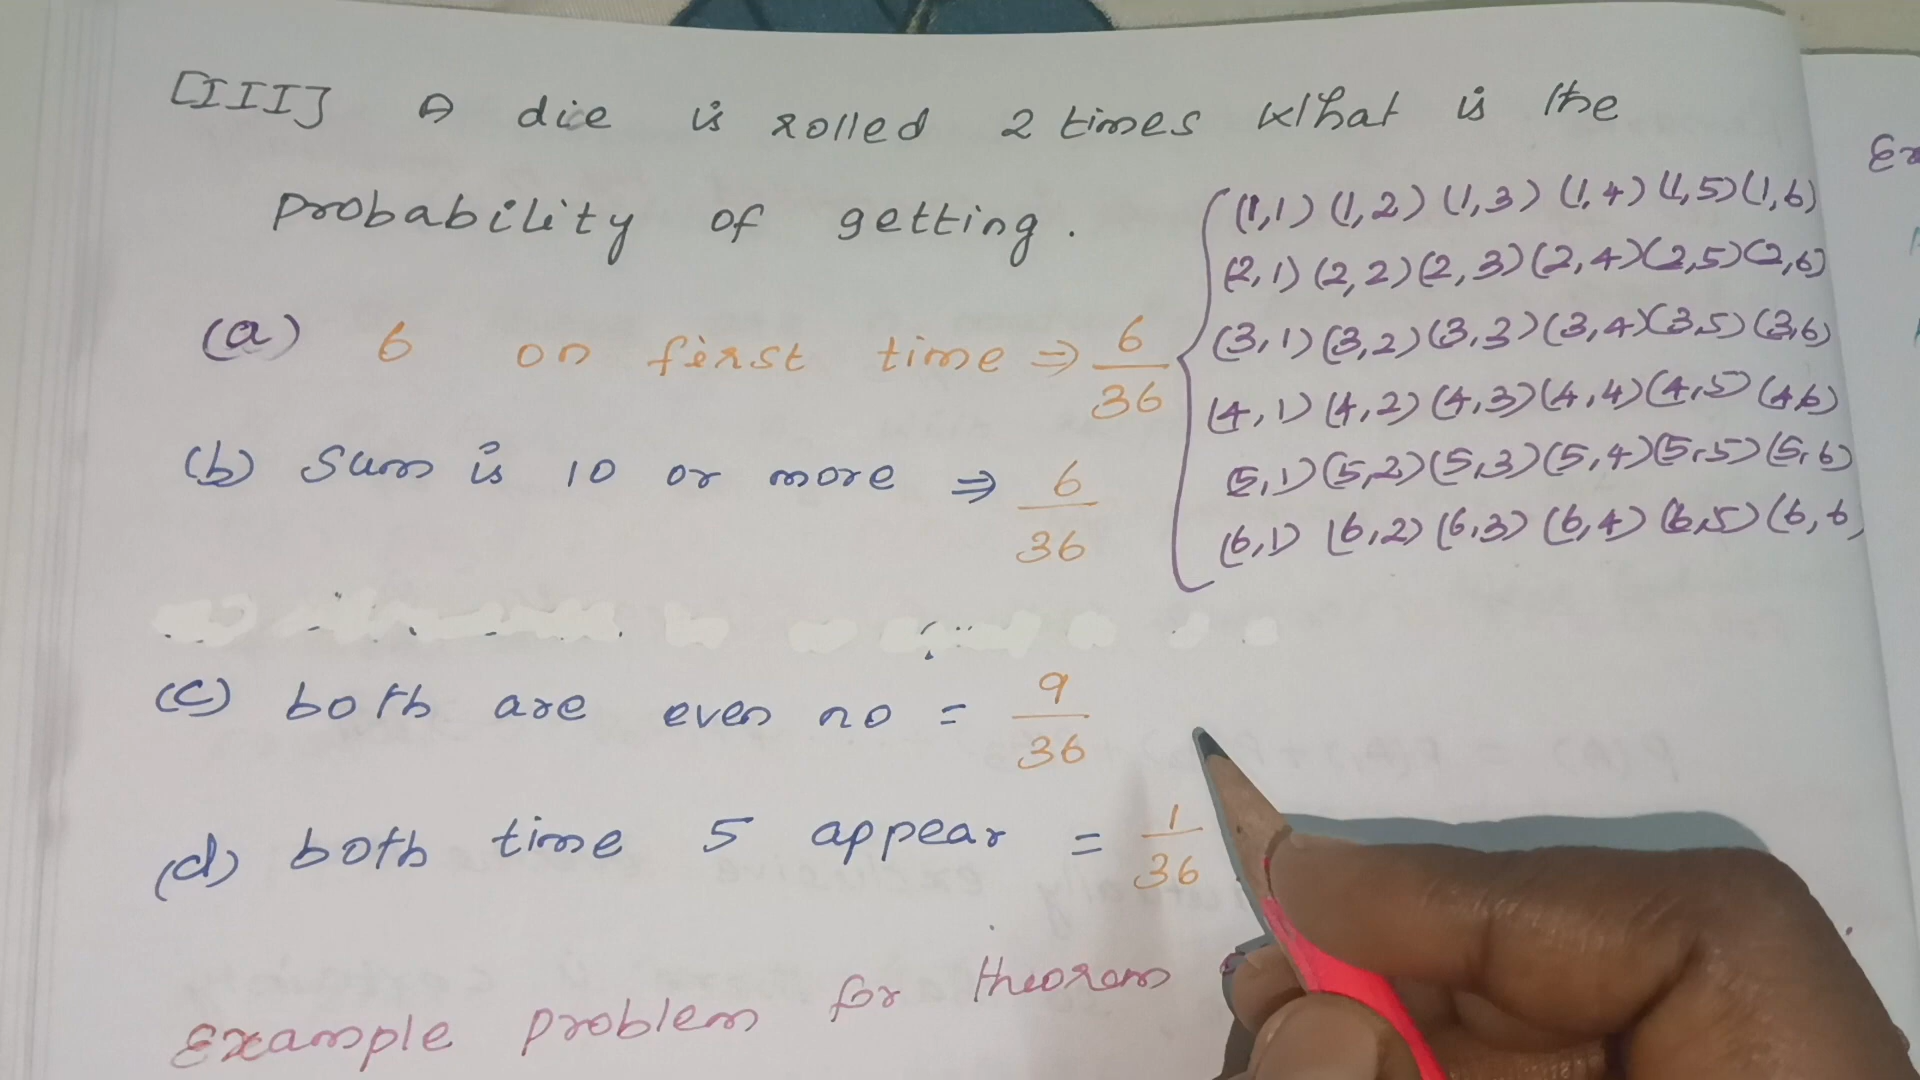 [III] A die is rolled 2 times What is the
probability of getting.
(a) 6 on first time ⇒ 6/36
(b) Sum is 10 or more ⇒ 6/36
(c) both are even no = 9/36
(d) both time 5 appear = 1/36
Example problem for theorem
(1,1) (1,2) (1,3) (1,4) (1,5) (1,6)
(2,1) (2,2) (2,3) (2,4) (2,5) (2,6)
(3,1) (3,2) (3,3) (3,4) (3,5) (3,6)
(4,1) (4,2) (4,3) (4,4) (4,5) (4,6)
(5,1) (5,2) (5,3) (5,4) (5,5) (5,6)
(6,1) (6,2) (6,3) (6,4) (6,5) (6,6)